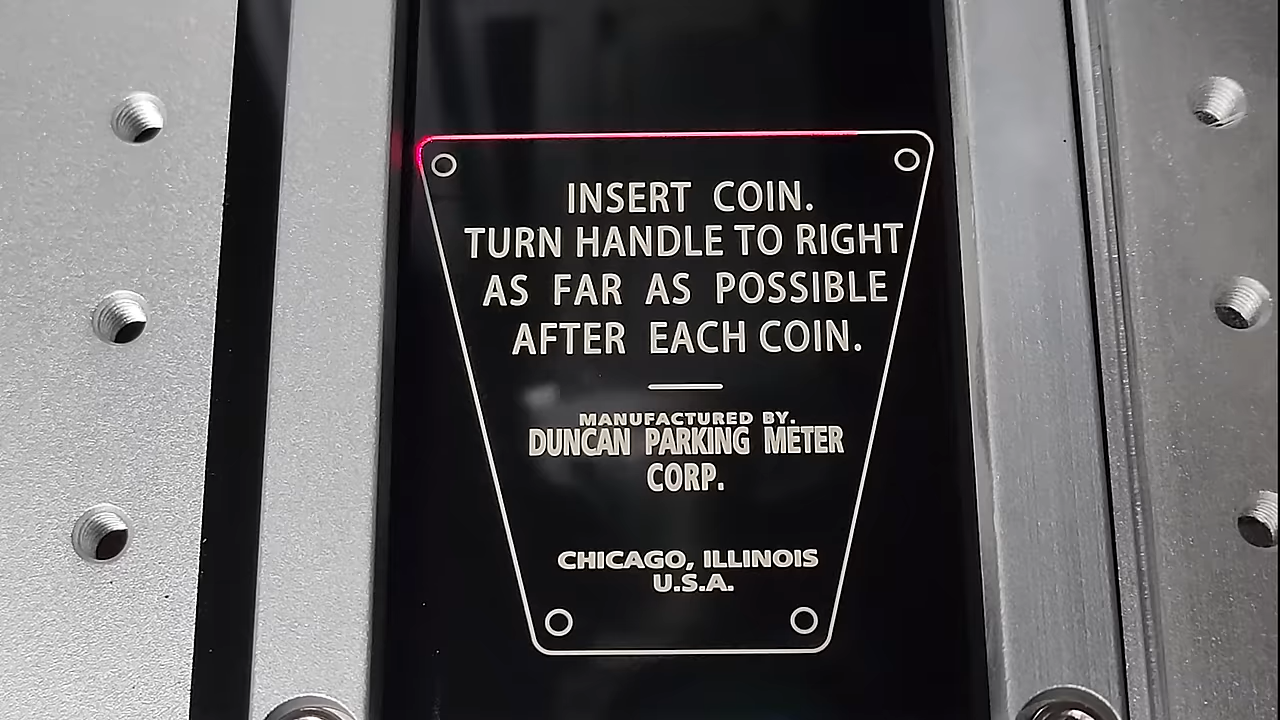 INSERT COIN.
TURN HANDLE TO RIGHT
AS FAR AS POSSIBLE
AFTER EACH COIN.
MANUFACTURED BY.
DUNCAN PARKING METER
CORP.
CHICAGO, ILLINOIS
U.S.A.